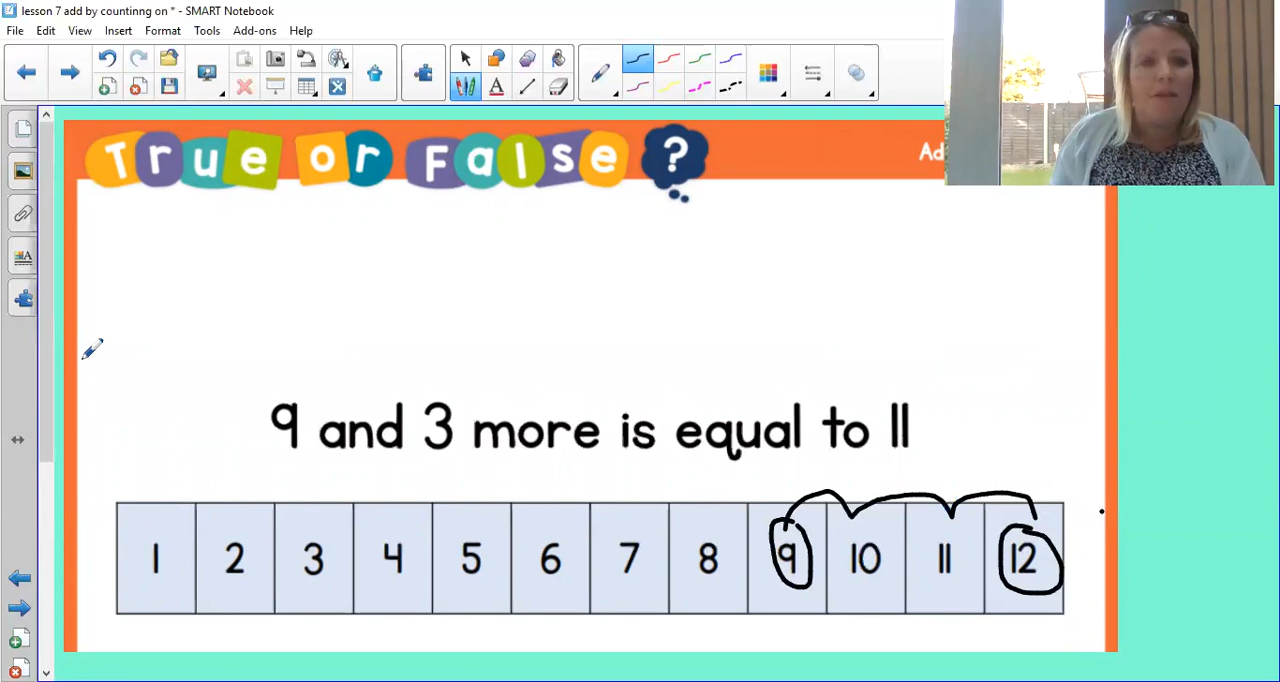 lesson 7 add by countinng on * - SMART Notebook
File Edit View Insert Format Tools Add-ons Help
True or False ?
Ad
9 and 3 more is equal to 11
1 2 3 4 5 6 7 8 9 10 11 12